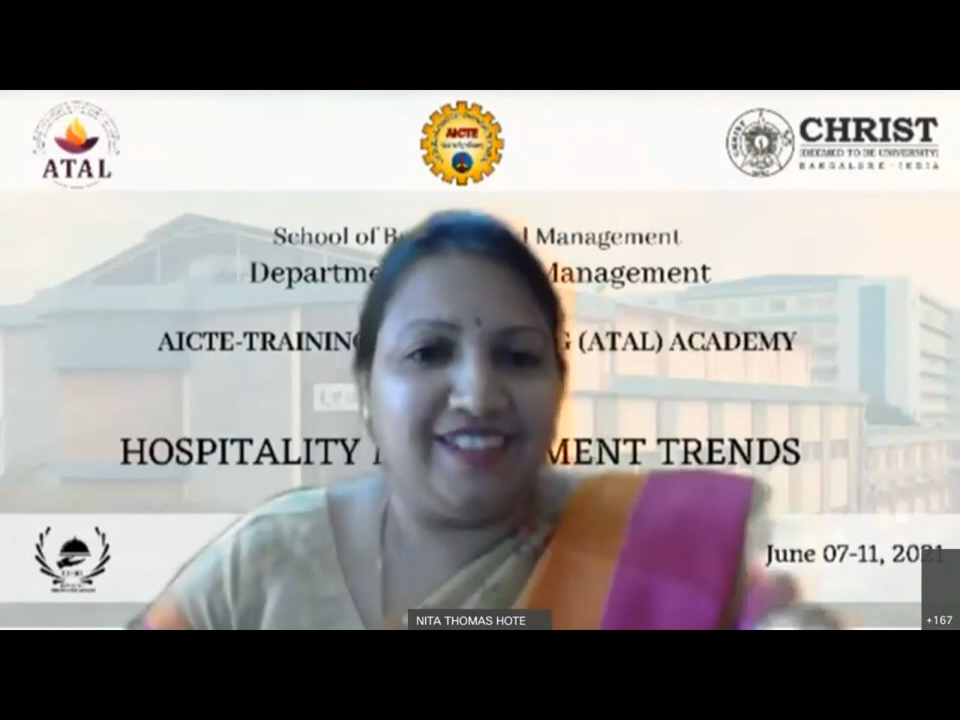 ATAL
AICTE
CHRIST
(DEEMED TO BE UNIVERSITY)
BANGALORE · INDIA
School of B Management
Departme Management
AICTE-TRAINING (ATAL) ACADEMY
HOSPITALITY MENT TRENDS
June 07-11, 2021
NITA THOMAS HOTE
+167